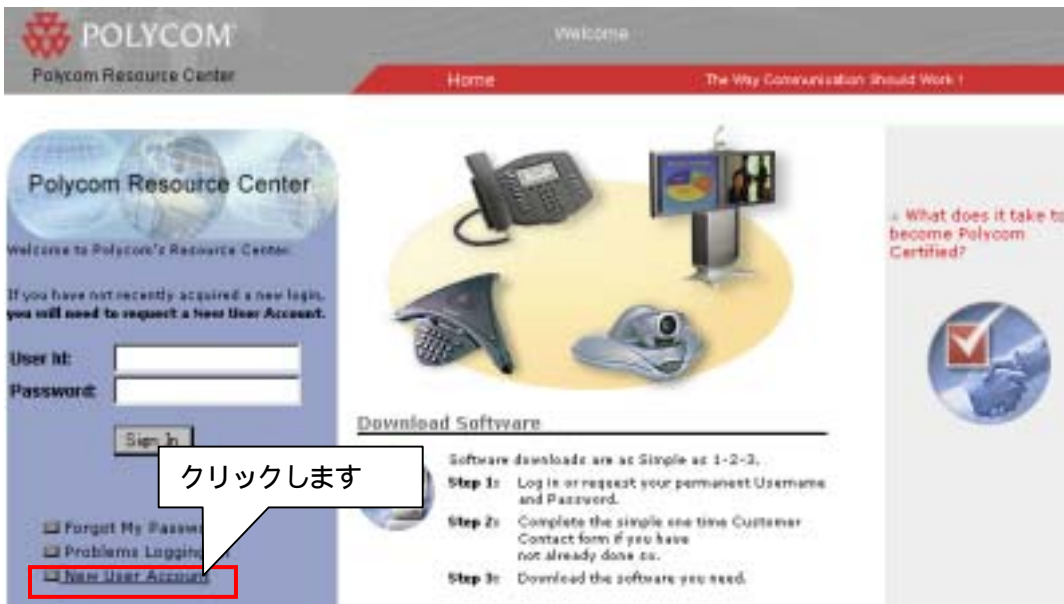 POLYCOM
Welcome
Polycom Resource Center
Home
The Way Communication Should Work !
Polycom Resource Center
Welcome to Polycom's Resource Center.
If you have not recently acquired a new login,
you will need to request a New User Account.
User Id:
Password:
Sign In
クリックします
Forgot My Passw
Problems Logging
New User Account
Download Software
Software downloads are as Simple as 1-2-3.
Step 1: Log in or request your permanent Username
and Password.
Step 2: Complete the simple one time Customer
Contact form if you have
not already done so.
Step 3: Download the software you need.
What does it take to
become Polycom
Certified?